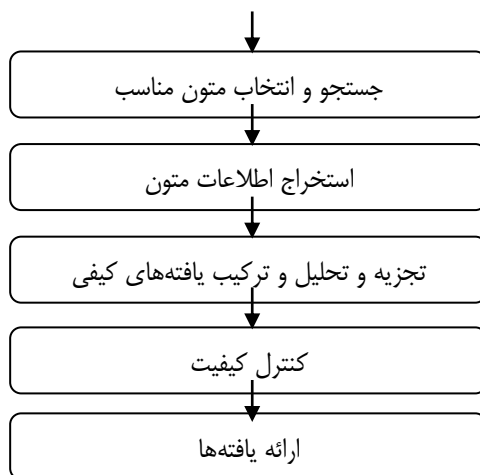 جستجو و انتخاب متون مناسب
استخراج اطلاعات متون
تجزیه و تحلیل و ترکیب یافته‌های کیفی
کنترل کیفیت
ارائه یافته‌ها